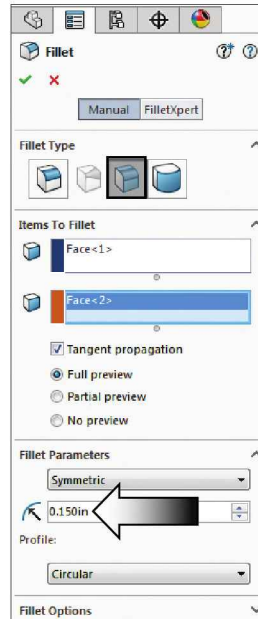 Fillet
Manual FilletXpert
Fillet Type
Items To Fillet
Face<1>
Face<2>
Tangent propagation
Full preview
Partial preview
No preview
Fillet Parameters
Symmetric
0.150in
Profile:
Circular
Fillet Options